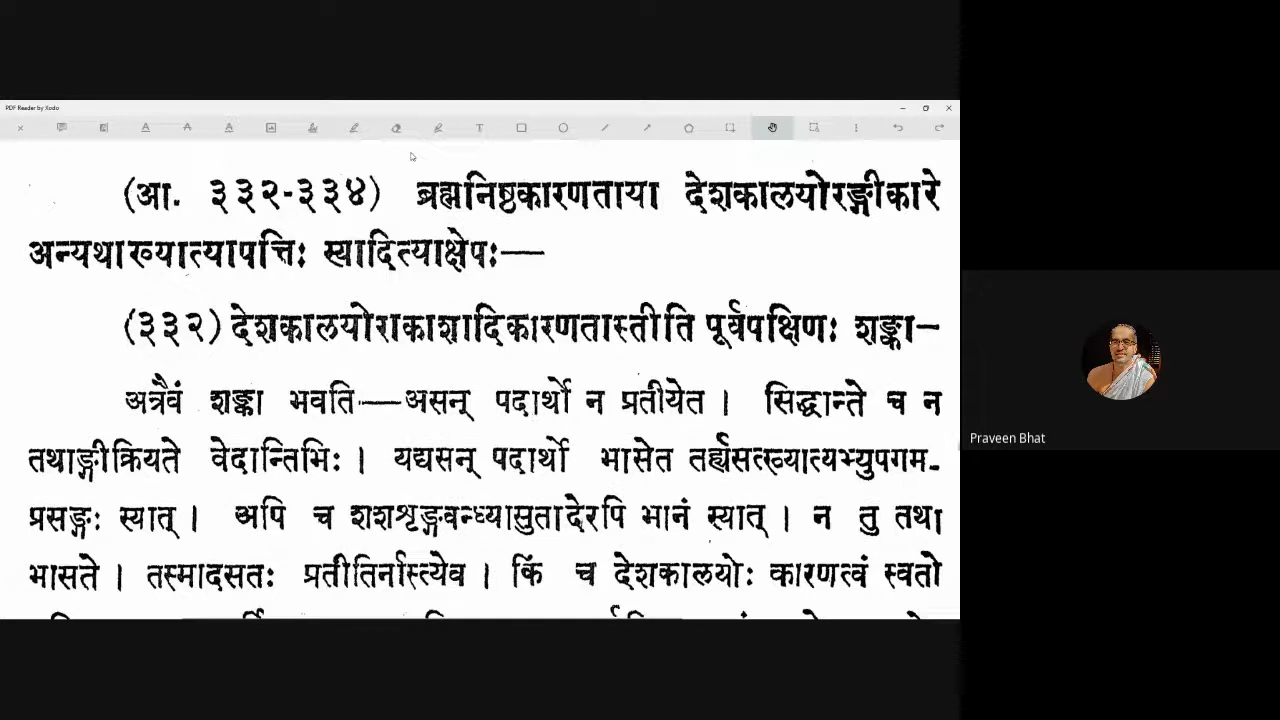 PDF Reader by Xodo
(आ. ३३२-३३४) ब्रह्मनिष्ठकारणताया देशकालयोरङ्गीकारे
अन्यथाख्यात्यापत्तिः स्यादित्याक्षेपः—
(३३२) देशकालयोराकाशादिकारणतास्तीति पूर्वपक्षिणः शङ्का—
अत्रैवं शङ्का भवति—असन् पदार्थो न प्रतीयेत । सिद्धान्ते च न
तथाङ्गीक्रियते वेदान्तिभिः । यद्यसन् पदार्थो भासेत तर्ह्यसत्ख्यात्यभ्युपगम-
प्रसङ्गः स्यात् । अपि च शशशृङ्गवन्ध्यासुतादेरपि भानं स्यात् । न तु तथा
भासते । तस्मादसतः प्रतीतिर्नास्त्येव । किं च देशकालयोः कारणत्वं स्वतो
Praveen Bhat